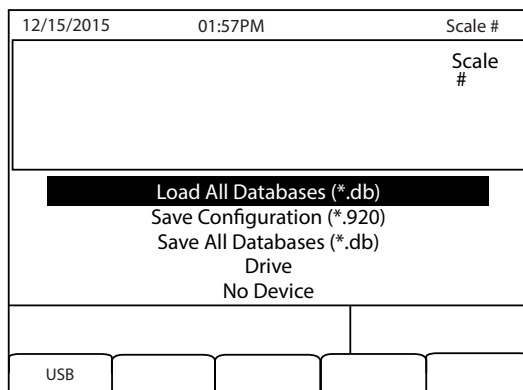 12/15/2015 01:57PM Scale #
Scale
#
Load All Databases (*.db)
Save Configuration (*.920)
Save All Databases (*.db)
Drive
No Device
USB